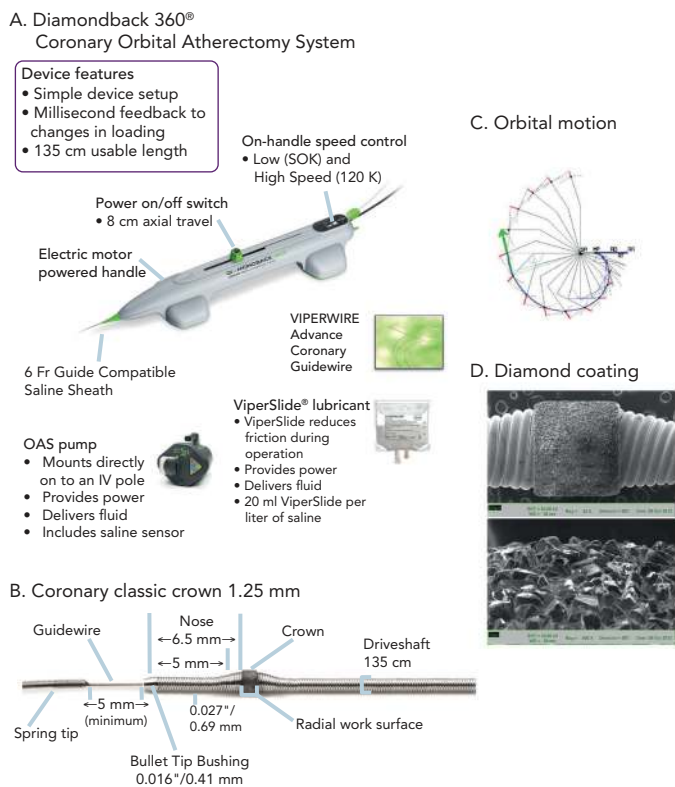 A. Diamondback 360®
Coronary Orbital Atherectomy System
Device features
• Simple device setup
• Millisecond feedback to
changes in loading
• 135 cm usable length
On-handle speed control
• Low (SOK) and
High Speed (120 K)
Power on/off switch
• 8 cm axial travel
Electric motor
powered handle
6 Fr Guide Compatible
Saline Sheath
VIPERWIRE
Advance
Coronary
Guidewire
OAS pump
• Mounts directly
on to an IV pole
• Provides power
• Delivers fluid
• Includes saline sensor
ViperSlide® lubricant
• ViperSlide reduces
friction during
operation
• Provides power
• Delivers fluid
• 20 ml ViperSlide per
liter of saline
C. Orbital motion
D. Diamond coating
B. Coronary classic crown 1.25 mm
Guidewire
Nose
6.5 mm
5 mm
Crown
Driveshaft
135 cm
Spring tip
5 mm
(minimum)
0.027"/
0.69 mm
Radial work surface
Bullet Tip Bushing
0.016"/0.41 mm